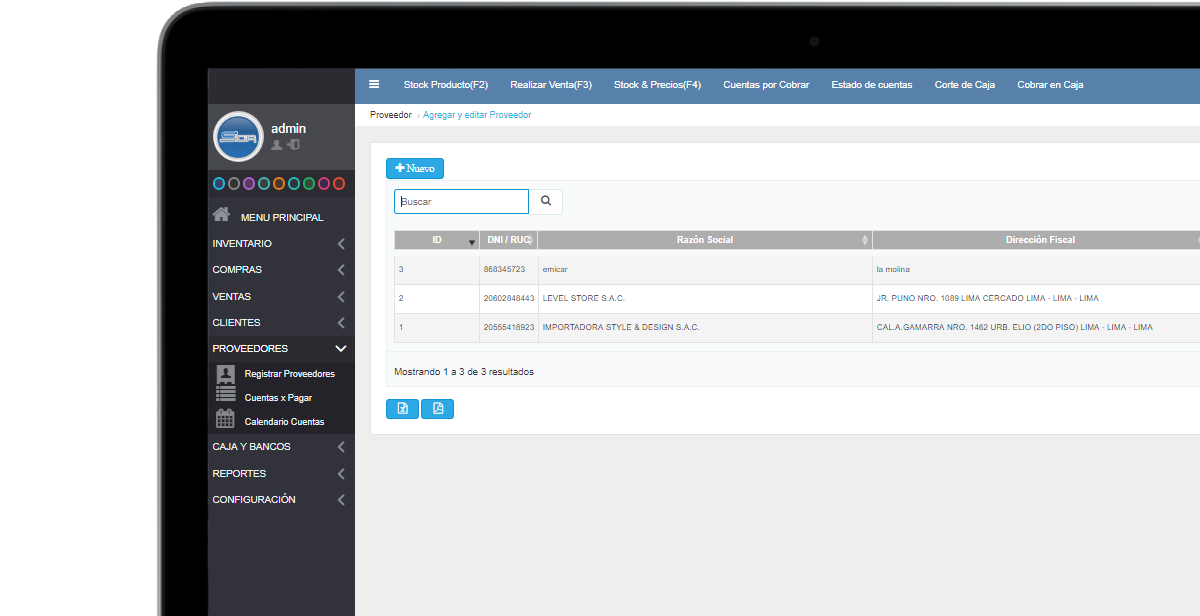 Stock Producto(F2) Realizar Venta(F3) Stock & Precios(F4) Cuentas por Cobrar Estado de cuentas Corte de Caja Cobrar en Caja
Proveedor › Agregar y editar Proveedor
admin
MENU PRINCIPAL
INVENTARIO
COMPRAS
VENTAS
CLIENTES
PROVEEDORES
Registrar Proveedores
Cuentas x Pagar
Calendario Cuentas
CAJA Y BANCOS
REPORTES
CONFIGURACIÓN
Nuevo
Buscar
ID DNI / RUC Razón Social Dirección Fiscal
3 868345723 emicar la molina
2 20602848443 LEVEL STORE S.A.C. JR. PUNO NRO. 1089 LIMA CERCADO LIMA - LIMA - LIMA
1 20555418923 IMPORTADORA STYLE & DESIGN S.A.C. CAL.A.GAMARRA NRO. 1462 URB. ELIO (2DO PISO) LIMA - LIMA - LIMA
Mostrando 1 a 3 de 3 resultados